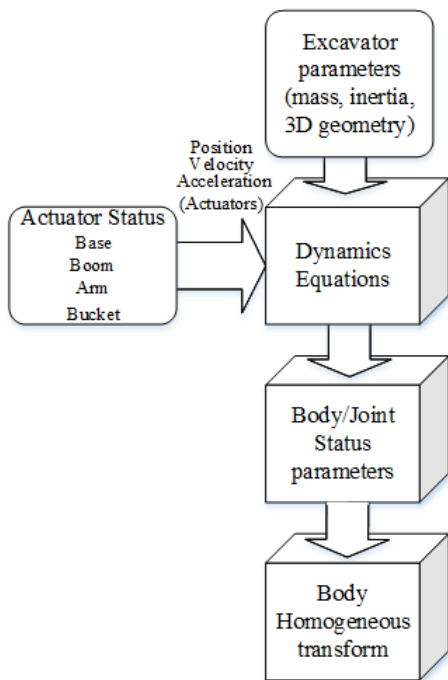 Excavator
parameters
(mass, inertia,
3D geometry)
Position
Velocity
Acceleration
(Actuators)
Actuator Status
Base
Boom
Arm
Bucket
Dynamics
Equations
Body/Joint
Status
parameters
Body
Homogeneous
transform